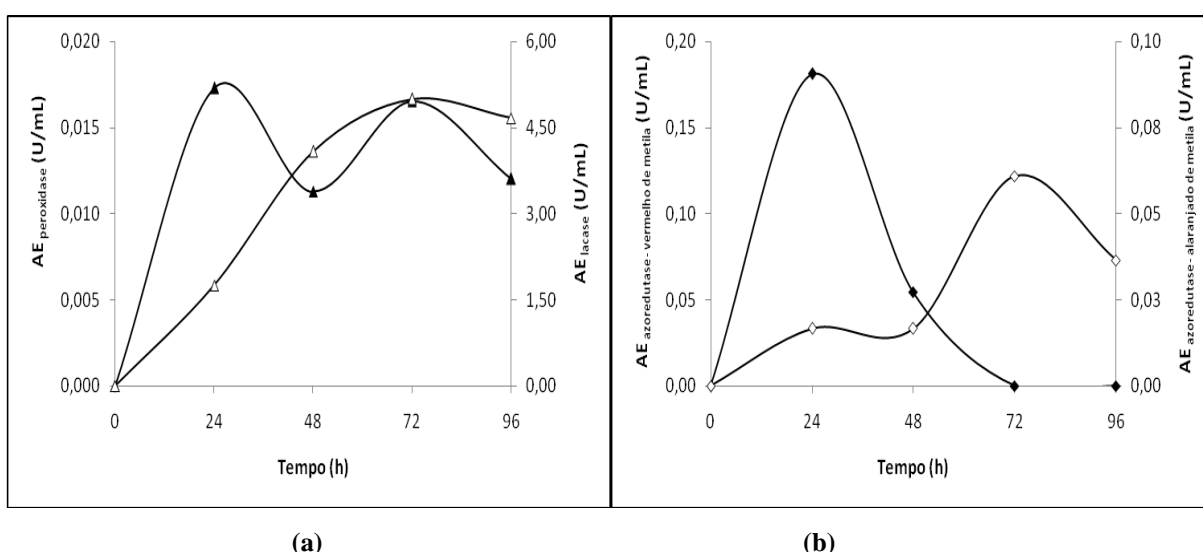 0,020
0,015
0,010
0,005
0,000
AE peroxidase (U/mL)
6,00
4,50
3,00
1,50
0,00
AE lacase (U/mL)
0 24 48 72 96
Tempo (h)
(a)
0,20
0,15
0,10
0,05
0,00
AE azoredutase - vermelho de metila (U/mL)
0,10
0,08
0,05
0,03
0,00
AE azoredutase - alaranjado de metila (U/mL)
0 24 48 72 96
Tempo (h)
(b)